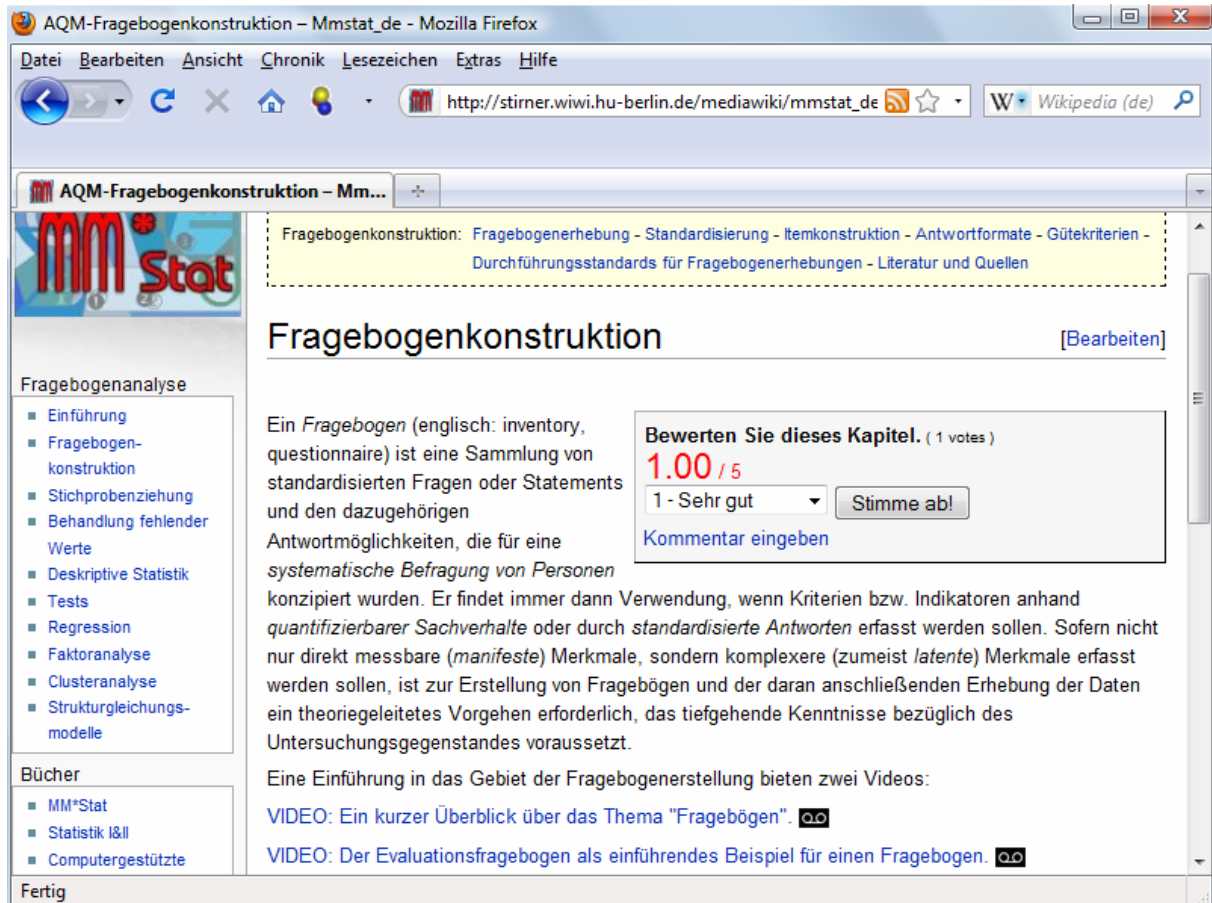 AQM-Fragebogenkonstruktion – Mmstat_de - Mozilla Firefox
Datei Bearbeiten Ansicht Chronik Lesezeichen Extras Hilfe
http://stirner.wiwi.hu-berlin.de/mediawiki/mmstat_de
W Wikipedia (de)
AQM-Fragebogenkonstruktion – Mm...
MM*
Stat
Fragebogenkonstruktion: Fragebogenerhebung - Standardisierung - Itemkonstruktion - Antwortformate - Gütekriterien -
Durchführungsstandards für Fragebogenerhebungen - Literatur und Quellen
Fragebogenkonstruktion
[Bearbeiten]
Fragebogenanalyse
Einführung
Fragebogen-
konstruktion
Stichprobenziehung
Behandlung fehlender
Werte
Deskriptive Statistik
Tests
Regression
Faktoranalyse
Clusteranalyse
Strukturgleichungs-
modelle
Bücher
MM*Stat
Statistik I&II
Computergestützte
Ein Fragebogen (englisch: inventory,
questionnaire) ist eine Sammlung von
standardisierten Fragen oder Statements
und den dazugehörigen
Antwortmöglichkeiten, die für eine
systematische Befragung von Personen
konzipiert wurden. Er findet immer dann Verwendung, wenn Kriterien bzw. Indikatoren anhand
quantifizierbarer Sachverhalte oder durch standardisierte Antworten erfasst werden sollen. Sofern nicht
nur direkt messbare (manifeste) Merkmale, sondern komplexere (zumeist latente) Merkmale erfasst
werden sollen, ist zur Erstellung von Fragebögen und der daran anschließenden Erhebung der Daten
ein theoriegeleitetes Vorgehen erforderlich, das tiefgehende Kenntnisse bezüglich des
Untersuchungsgegenstandes voraussetzt.
Bewerten Sie dieses Kapitel. ( 1 votes )
1.00 / 5
1 - Sehr gut
Stimme ab!
Kommentar eingeben
Eine Einführung in das Gebiet der Fragebogenerstellung bieten zwei Videos:
VIDEO: Ein kurzer Überblick über das Thema "Fragebögen".
VIDEO: Der Evaluationsfragebogen als einführendes Beispiel für einen Fragebogen.
Fertig